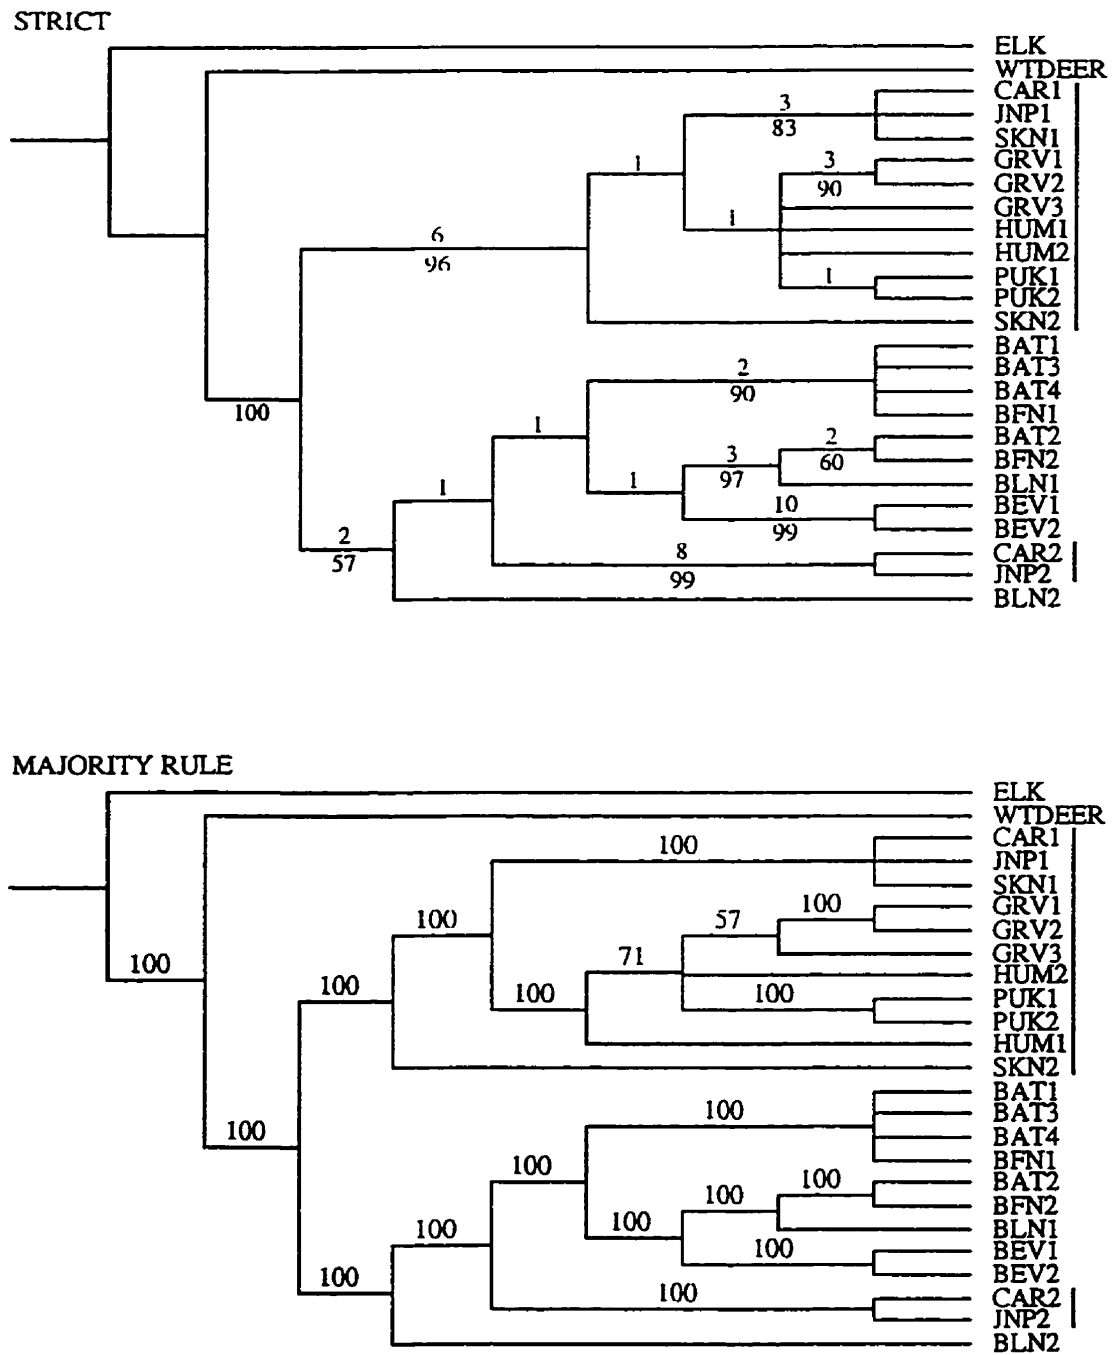 STRICT
ELK
WTDEER
CAR1
3
JNP1
83
SKN1
GRV1
3
1
GRV2
90
GRV3
1
HUM1
6
HUM2
96
PUK1
1
PUK2
SKN2
BAT1
2
BAT3
90
BAT4
100
BFN1
1
BAT2
2
BFN2
3
60
1
97
BLN1
1
BEV1
10
BEV2
99
2
CAR2
8
57
JNP2
99
BLN2
MAJORITY RULE
ELK
WTDEER
CAR1
100
JNP1
SKN1
GRV1
100
100
57
GRV2
GRV3
100
71
HUM2
100
100
100
PUK1
PUK2
HUM1
SKN2
BAT1
100
BAT3
100
BAT4
BFN1
100
BAT2
100
100
BFN2
100
100
BLN1
100
BEV1
100
BEV2
100
CAR2
JNP2
BLN2